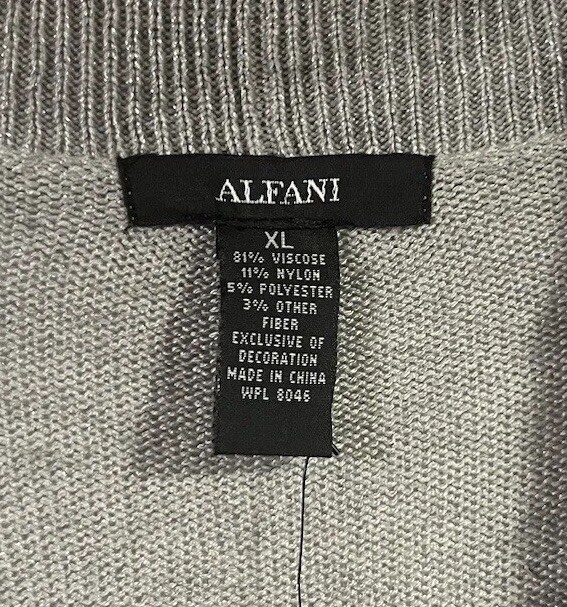 ALFANI
XL
81% VISCOSE
11% NYLON
5% POLYESTER
3% OTHER
FIBER
EXCLUSIVE OF
DECORATION
MADE IN CHINA
WPL 8046